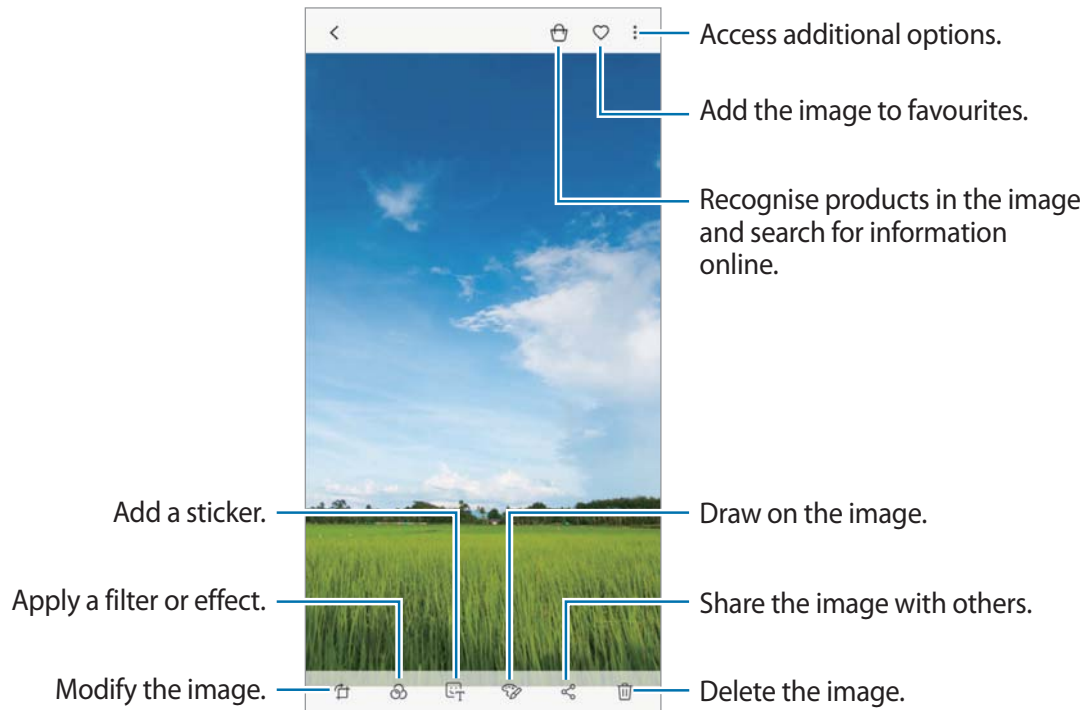 Access additional options.
Add the image to favourites.
Recognise products in the image
and search for information
online.
Add a sticker.
Draw on the image.
Apply a filter or effect.
Share the image with others.
Modify the image.
Delete the image.